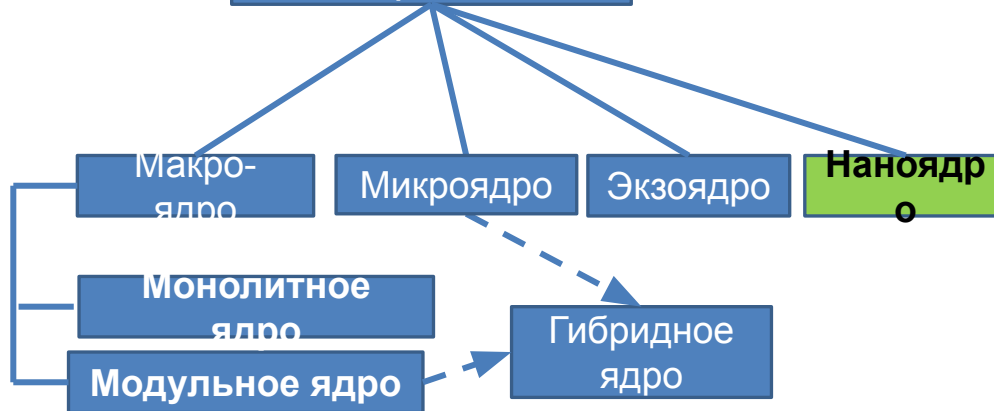 Макро-
ядро
Микроядро
Экзоядро
Наноядр
о
Монолитное
ядро
Гибридное
ядро
Модульное ядро